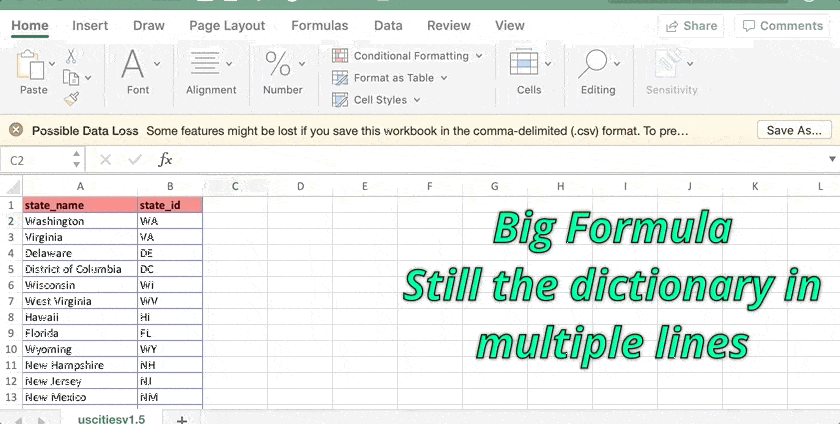 Home Insert Draw Page Layout Formulas Data Review View Share Comments
Paste Font Alignment Number Conditional Formatting Format as Table Cell Styles Cells Editing Sensitivity
Possible Data Loss Some features might be lost if you save this workbook in the comma-delimited (.csv) format. To pre... Save As...
C2 fx
A B C D E F G H I J K L
1 state_name state_id
2 Washington WA
3 Virginia VA
4 Delaware DE
5 District of Columbia DC
6 Wisconsin WI
7 West Virginia WV
8 Hawaii HI
9 Florida FL
10 Wyoming WY
11 New Hampshire NH
12 New Jersey NJ
13 New Mexico NM
Big Formula
Still the dictionary in
multiple lines
uscitiesv1.5 +